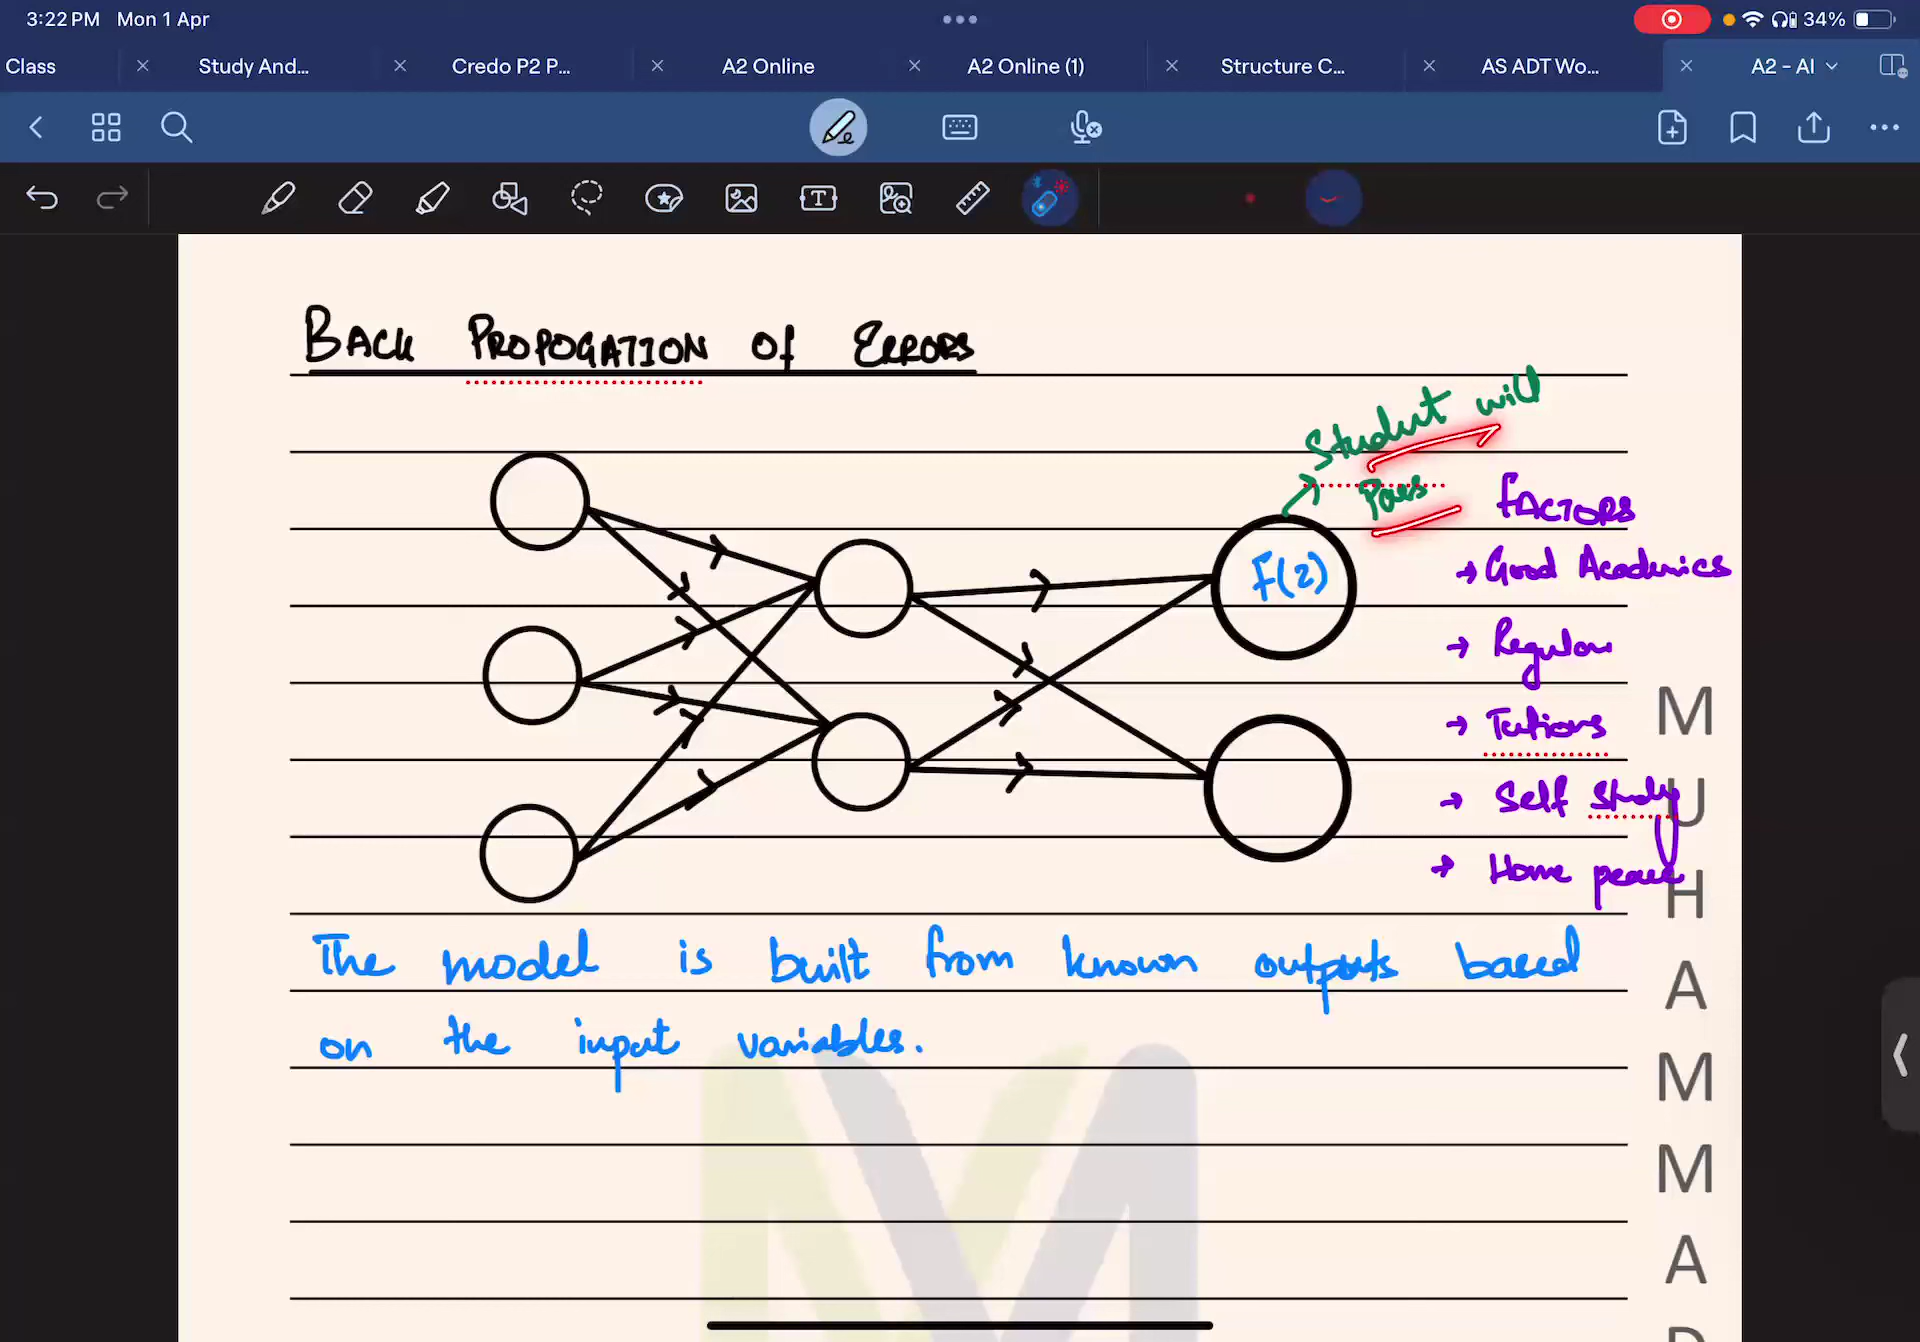 3:22 PM Mon 1 Apr
34%
Class
Study And...
Credo P2 P...
A2 Online
A2 Online (1)
Structure C...
AS ADT Wo...
A2 - AI
BACK PROPOGATION Of ERRORS
Student will
Pass
F(z)
FACTORS
→ Good Academics
→ Regular
→ Tutions
→ Self Study
→ Home peace
The model is built from known outputs based
on the input variables.
M
U
H
A
M
M
A
D